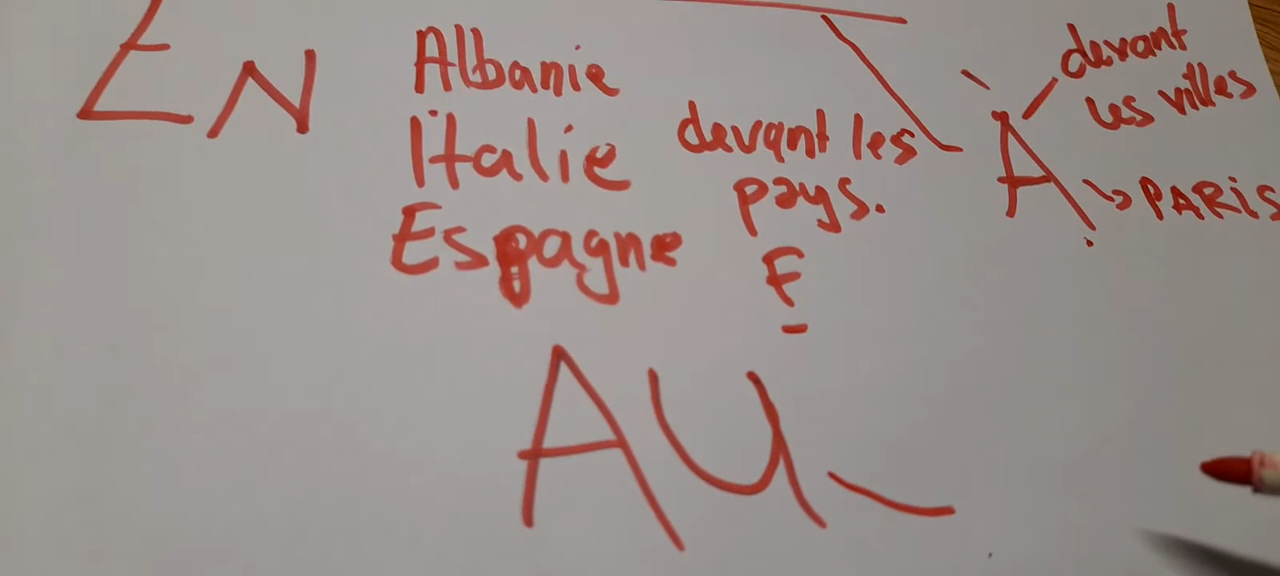 EN
Albanie
Italie
Espagne
devant les
pays.
F
À
devant
les villes
PARiS
AU